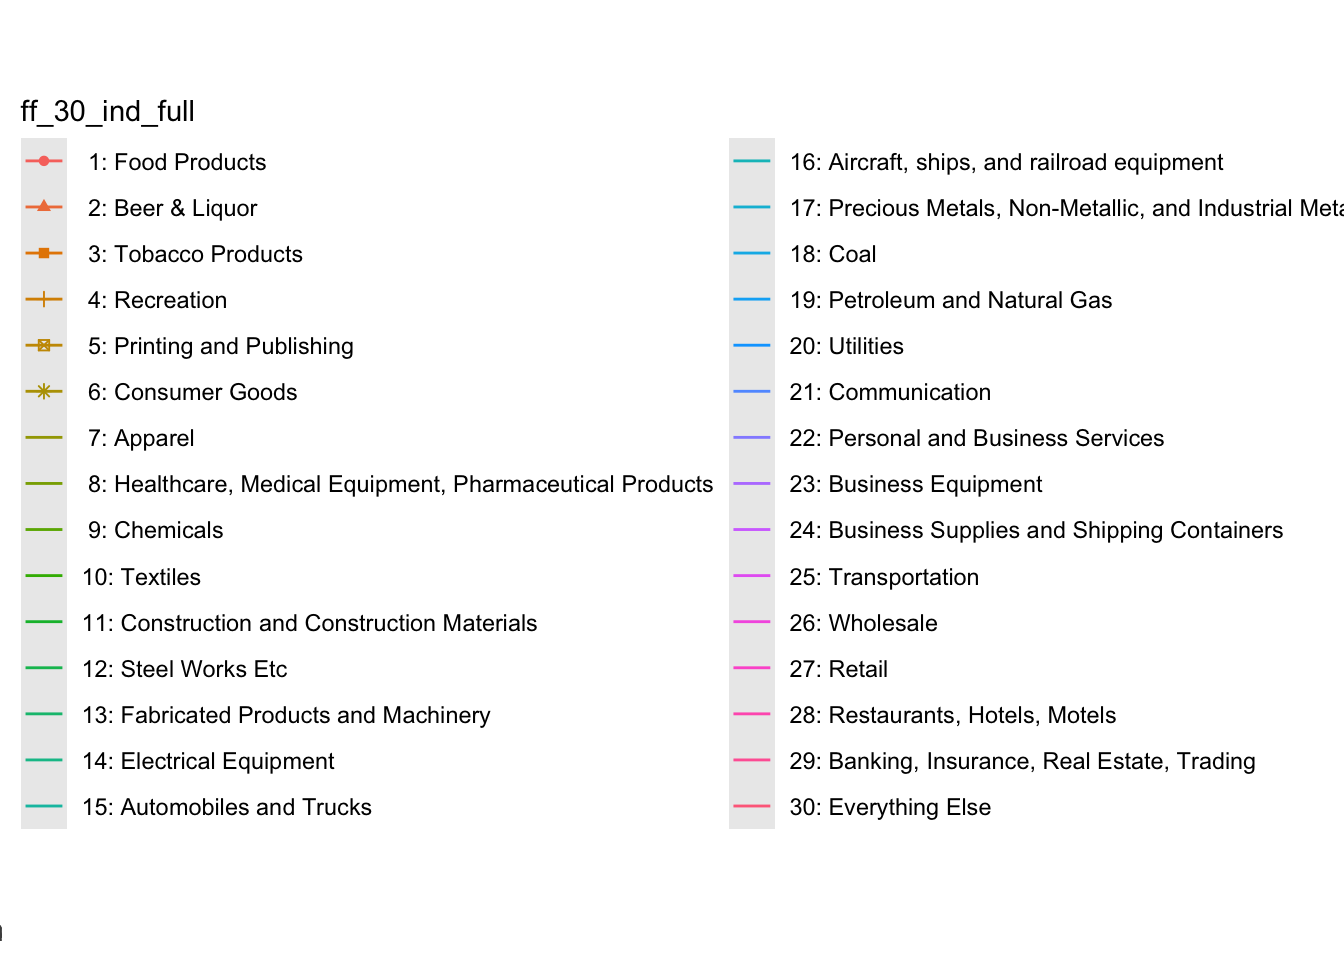 ff_30_ind_full
1: Food Products
2: Beer & Liquor
3: Tobacco Products
4: Recreation
5: Printing and Publishing
6: Consumer Goods
7: Apparel
8: Healthcare, Medical Equipment, Pharmaceutical Products
9: Chemicals
10: Textiles
11: Construction and Construction Materials
12: Steel Works Etc
13: Fabricated Products and Machinery
14: Electrical Equipment
15: Automobiles and Trucks
16: Aircraft, ships, and railroad equipment
17: Precious Metals, Non-Metallic, and Industrial
18: Coal
19: Petroleum and Natural Gas
20: Utilities
21: Communication
22: Personal and Business Services
23: Business Equipment
24: Business Supplies and Shipping Containers
25: Transportation
26: Wholesale
27: Retail
28: Restaurants, Hotels, Motels
29: Banking, Insurance, Real Estate, Trading
30: Everything Else